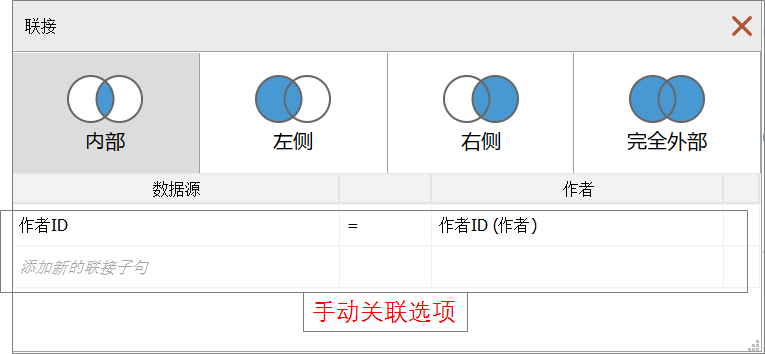 联接
内部 左侧 右侧 完全外部
数据源 作者
作者ID = 作者ID (作者)
添加新的联接子句
手动关联选项